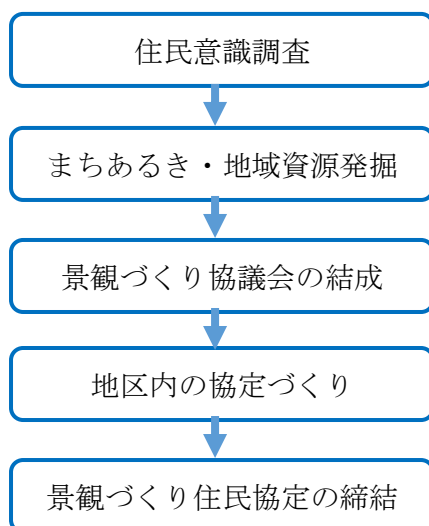 住民意識調査
まちあるき・地域資源発掘
景観づくり協議会の結成
地区内の協定づくり
景観づくり住民協定の締結